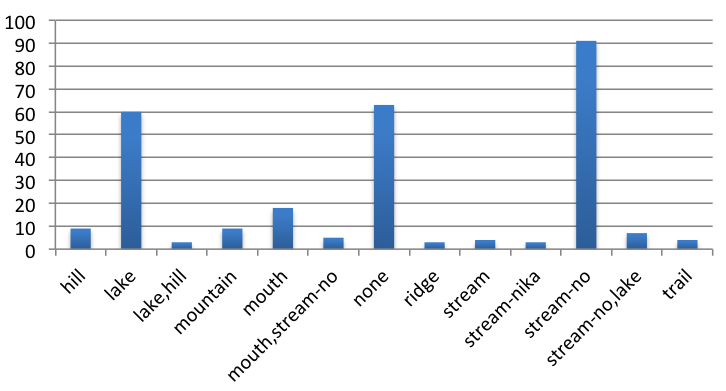 100
90
80
70
60
50
40
30
20
10
0
hill
lake
lake,hill
mountain
mouth
mouth,stream-no
none
ridge
stream
stream-nika
stream-no
stream-no,lake
trail